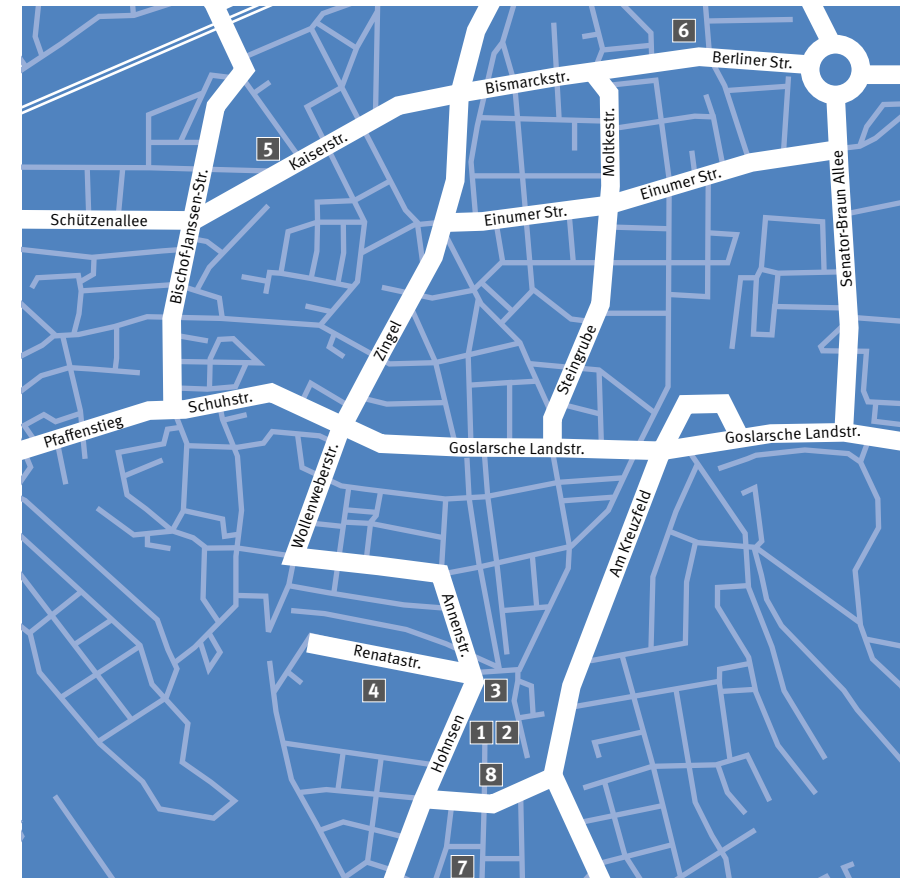 6
Berliner Str.
Bismarckstr.
Moltkestr.
5
Kaiserstr.
Einumer Str.
Einumer Str.
Schützenallee
Bischof-Janssen-Str.
Senator-Braun Allee
Zingel
Steingrube
Schuhstr.
Pfaffenstieg
Goslarsche Landstr.
Goslarsche Landstr.
Wollenweberstr.
Am Kreuzfeld
Annenstr.
Renatastr.
4
3
Hohnsen
1 2
8
7